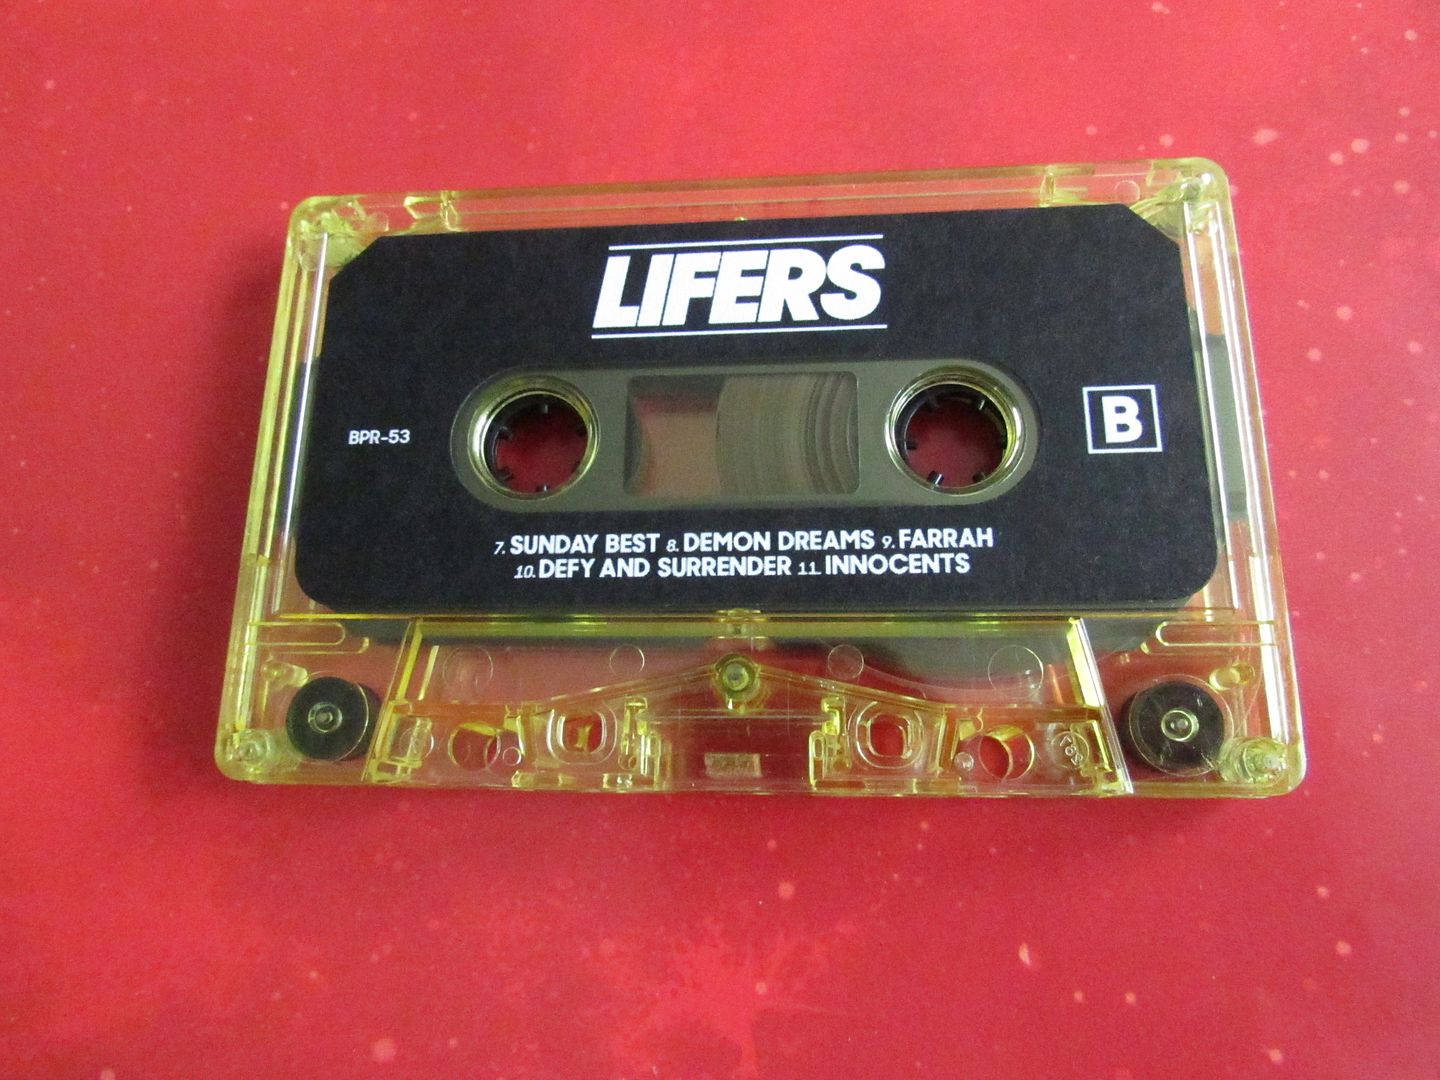 LIFERS
BPR-53
B
7. SUNDAY BEST 8. DEMON DREAMS 9. FARRAH
10. DEFY AND SURRENDER 11. INNOCENTS